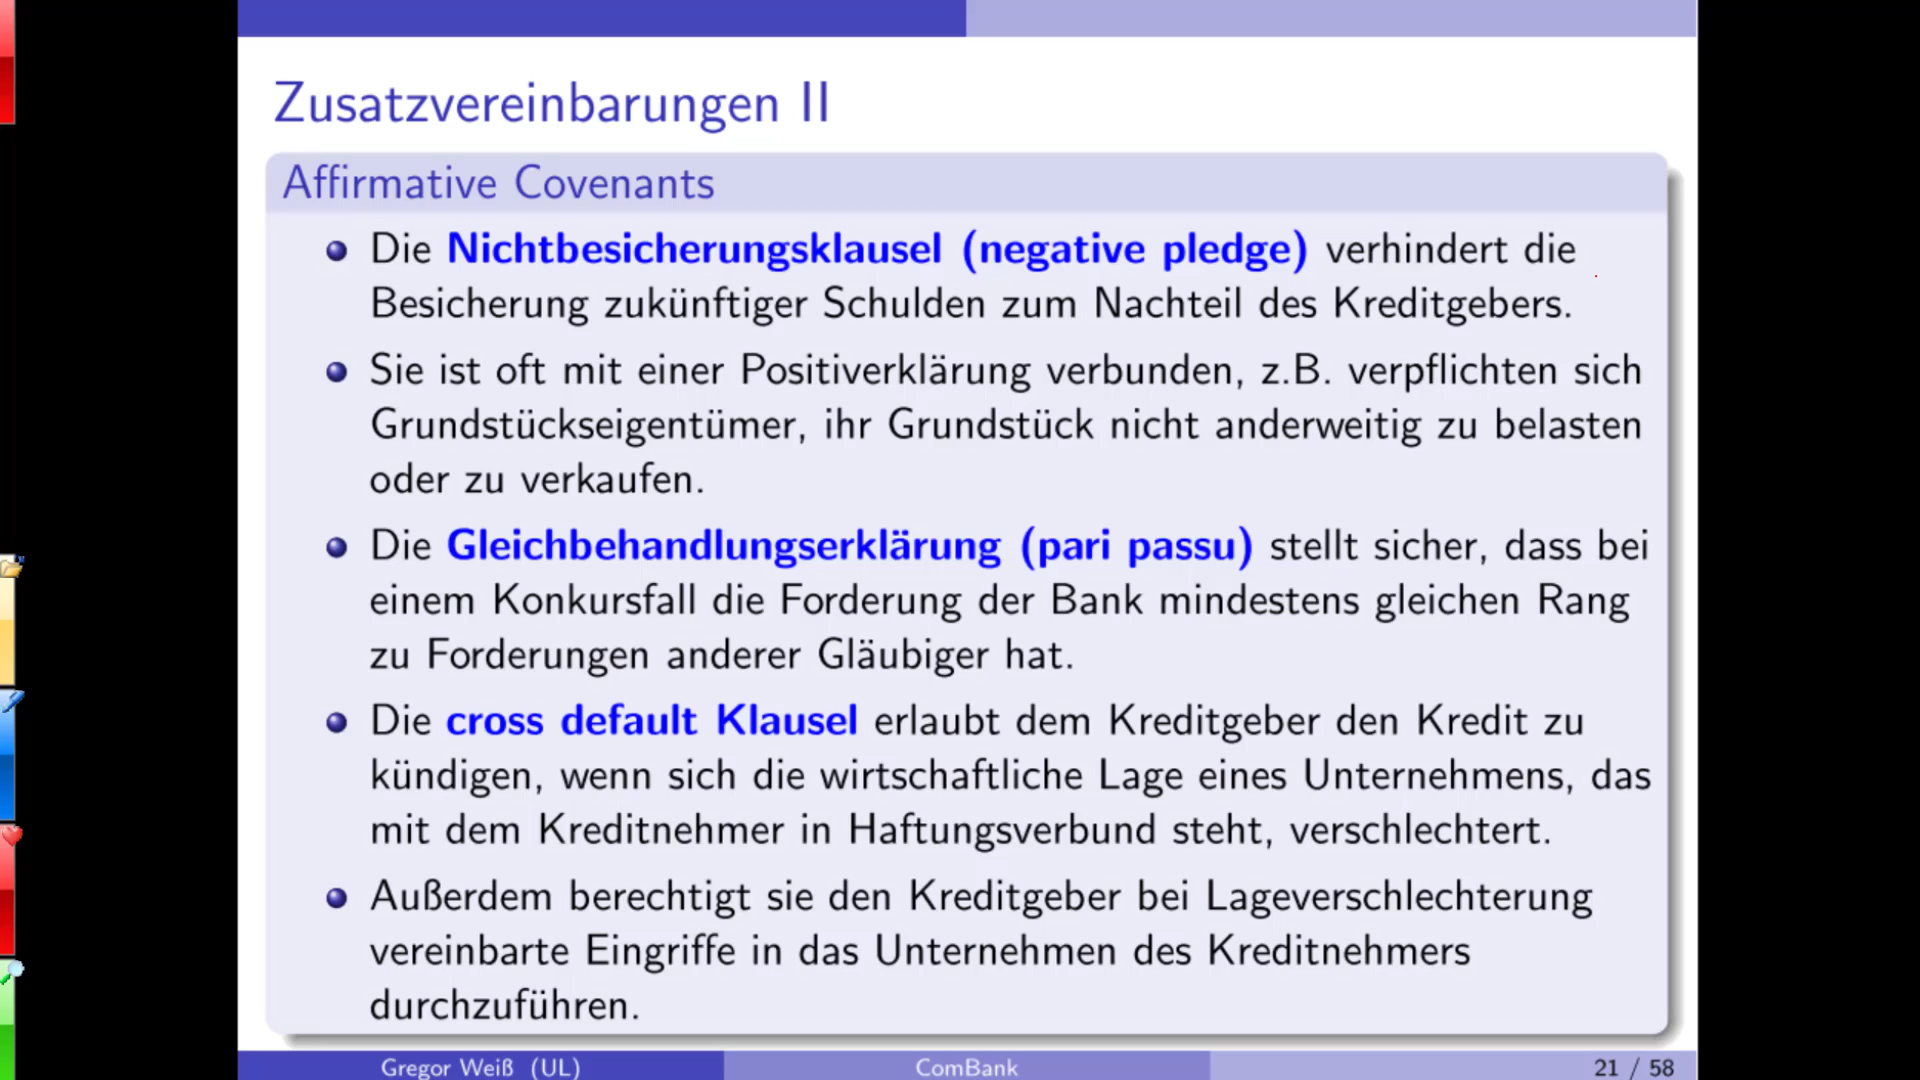 Zusatzvereinbarungen II
Affirmative Covenants
Die Nichtbesicherungsklausel (negative pledge) verhindert die
Besicherung zukünftiger Schulden zum Nachteil des Kreditgebers.
Sie ist oft mit einer Positiverklärung verbunden, z.B. verpflichten sich
Grundstückseigentümer, ihr Grundstück nicht anderweitig zu belasten
oder zu verkaufen.
Die Gleichbehandlungserklärung (pari passu) stellt sicher, dass bei
einem Konkursfall die Forderung der Bank mindestens gleichen Rang
zu Forderungen anderer Gläubiger hat.
Die cross default Klausel erlaubt dem Kreditgeber den Kredit zu
kündigen, wenn sich die wirtschaftliche Lage eines Unternehmens, das
mit dem Kreditnehmer in Haftungsverbund steht, verschlechtert.
Außerdem berechtigt sie den Kreditgeber bei Lageverschlechterung
vereinbarte Eingriffe in das Unternehmen des Kreditnehmers
durchzuführen.
Gregor Weiß (UL) ComBank 21 / 58